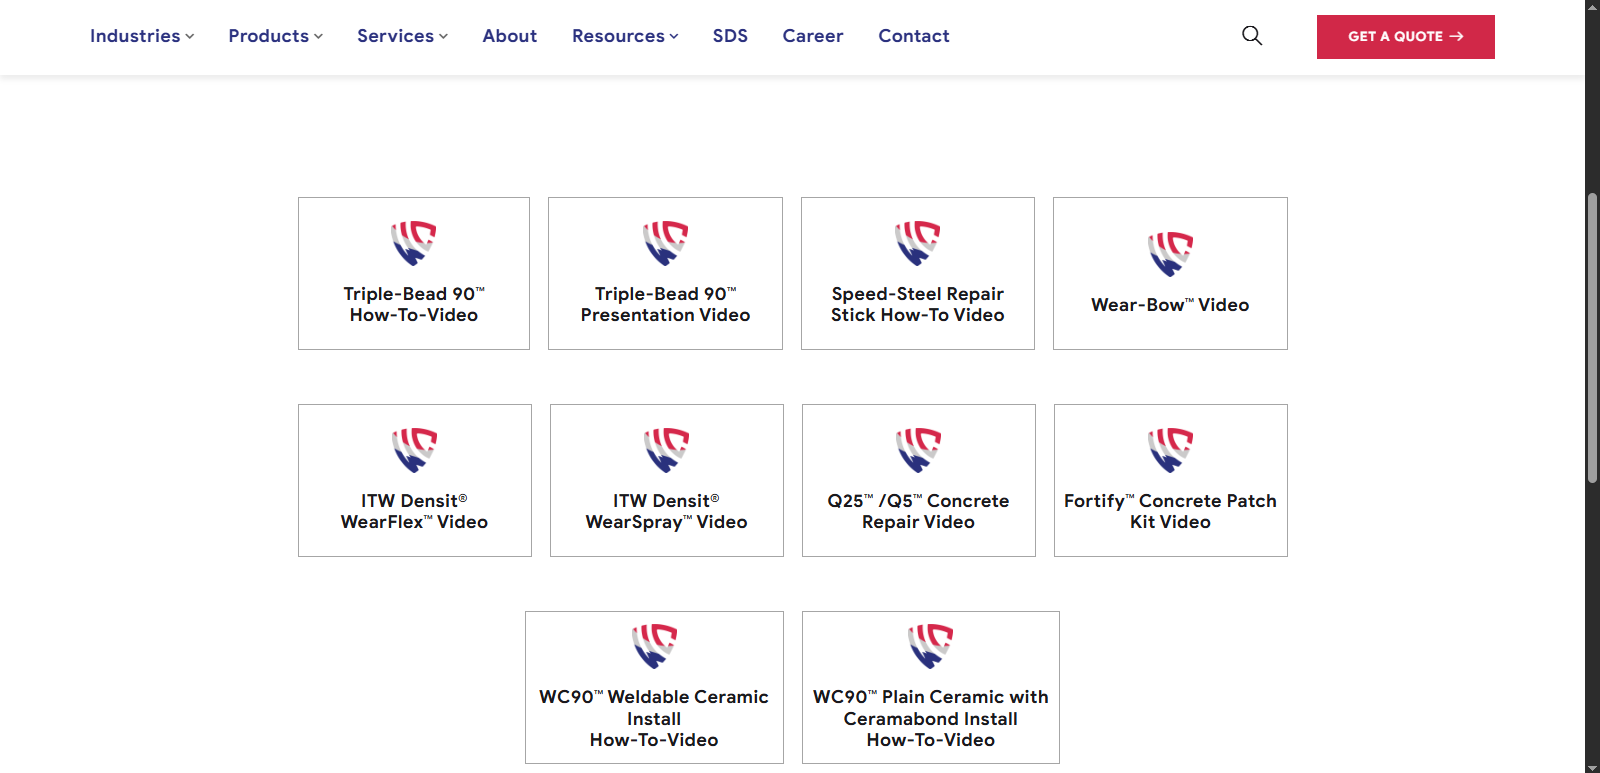 Industries Products Services About Resources SDS Career Contact GET A QUOTE →
Triple-Bead 90™
How-To-Video
Triple-Bead 90™
Presentation Video
Speed-Steel Repair
Stick How-To Video
Wear-Bow™ Video
ITW Densit®
WearFlex™ Video
ITW Densit®
WearSpray™ Video
Q25™ /Q5™ Concrete
Repair Video
Fortify™ Concrete Patch
Kit Video
WC90™ Weldable Ceramic
Install
How-To-Video
WC90™ Plain Ceramic with
Ceramabond Install
How-To-Video